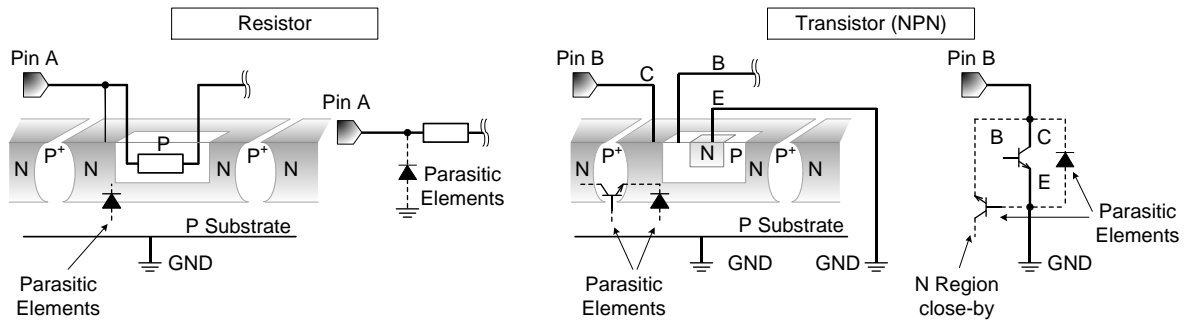 Resistor
Transistor (NPN)
Pin A
Pin B
Pin B
C
B
E
Pin A
N
P+
N
P
P+
N
N
P+
N
N
P
P+
N
B
C
E
Parasitic
Elements
P Substrate
P Substrate
Parasitic
Elements
GND
GND
GND
GND
Parasitic
Elements
Parasitic
Elements
N Region
close-by